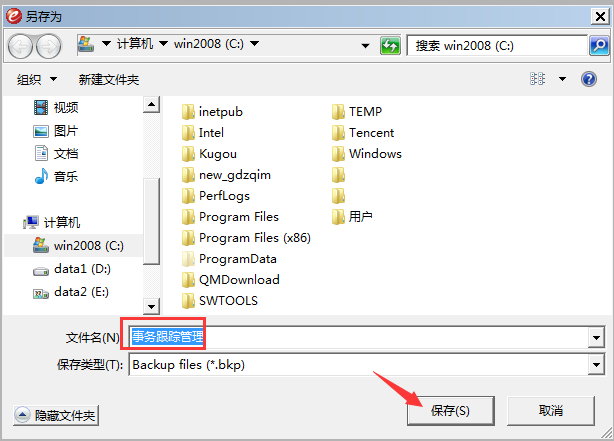 另存为
计算机 win2008 (C:)
搜索 win2008 (C:)
组织 新建文件夹
视频
图片
文档
音乐
计算机
win2008 (C:)
data1 (D:)
data2 (E:)
inetpub
Intel
Kugou
new_gdzqim
PerfLogs
Program Files
Program Files (x86)
ProgramData
QMDownload
SWTOOLS
TEMP
Tencent
Windows
用户
文件名(N) 事务跟踪管理
保存类型(T): Backup files (*.bkp)
隐藏文件夹 保存(S) 取消